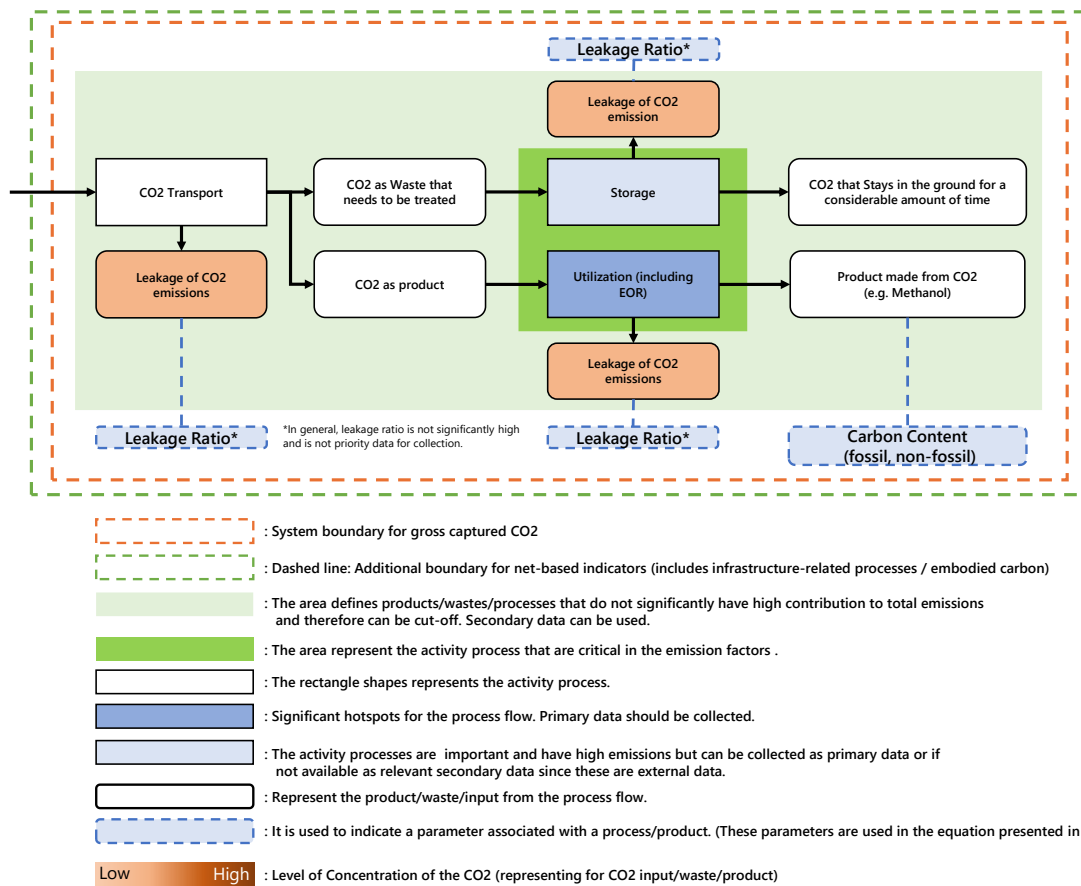 Leakage Ratio*
Leakage of CO2
emission
CO2 Transport
CO2 as Waste that
needs to be treated
Storage
CO2 that Stays in the ground for a
considerable amount of time
Leakage of CO2
emissions
CO2 as product
Utilization (including
EOR)
Product made from CO2
(e.g. Methanol)
Leakage of CO2
emissions
Leakage Ratio*
*In general, leakage ratio is not significantly high
and is not priority data for collection.
Leakage Ratio*
Carbon Content
(fossil, non-fossil)
: System boundary for gross captured CO2
: Dashed line: Additional boundary for net-based indicators (includes infrastructure-related processes / embodied carbon)
: The area defines products/wastes/processes that do not significantly have high contribution to total emissions
and therefore can be cut-off. Secondary data can be used.
: The area represent the activity process that are critical in the emission factors .
: The rectangle shapes represents the activity process.
: Significant hotspots for the process flow. Primary data should be collected.
: The activity processes are important and have high emissions but can be collected as primary data or if
not available as relevant secondary data since these are external data.
: Represent the product/waste/input from the process flow.
: It is used to indicate a parameter associated with a process/product. (These parameters are used in the equation presented in
Low High : Level of Concentration of the CO2 (representing for CO2 input/waste/product)